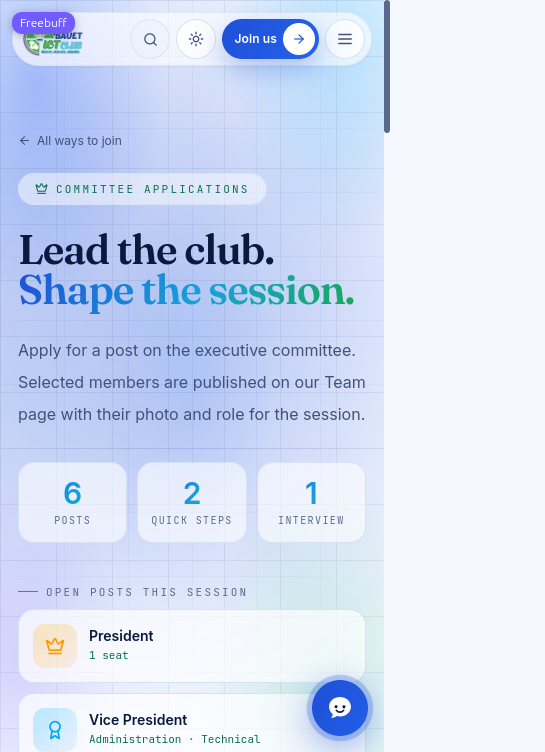 Freebuff
BAUET
ICT CLUB
Join us
All ways to join
COMMITTEE APPLICATIONS
Lead the club.
Shape the session.
Apply for a post on the executive committee.
Selected members are published on our Team
page with their photo and role for the session.
6
POSTS
2
QUICK STEPS
1
INTERVIEW
OPEN POSTS THIS SESSION
President
1 seat
Vice President
Administration · Technical